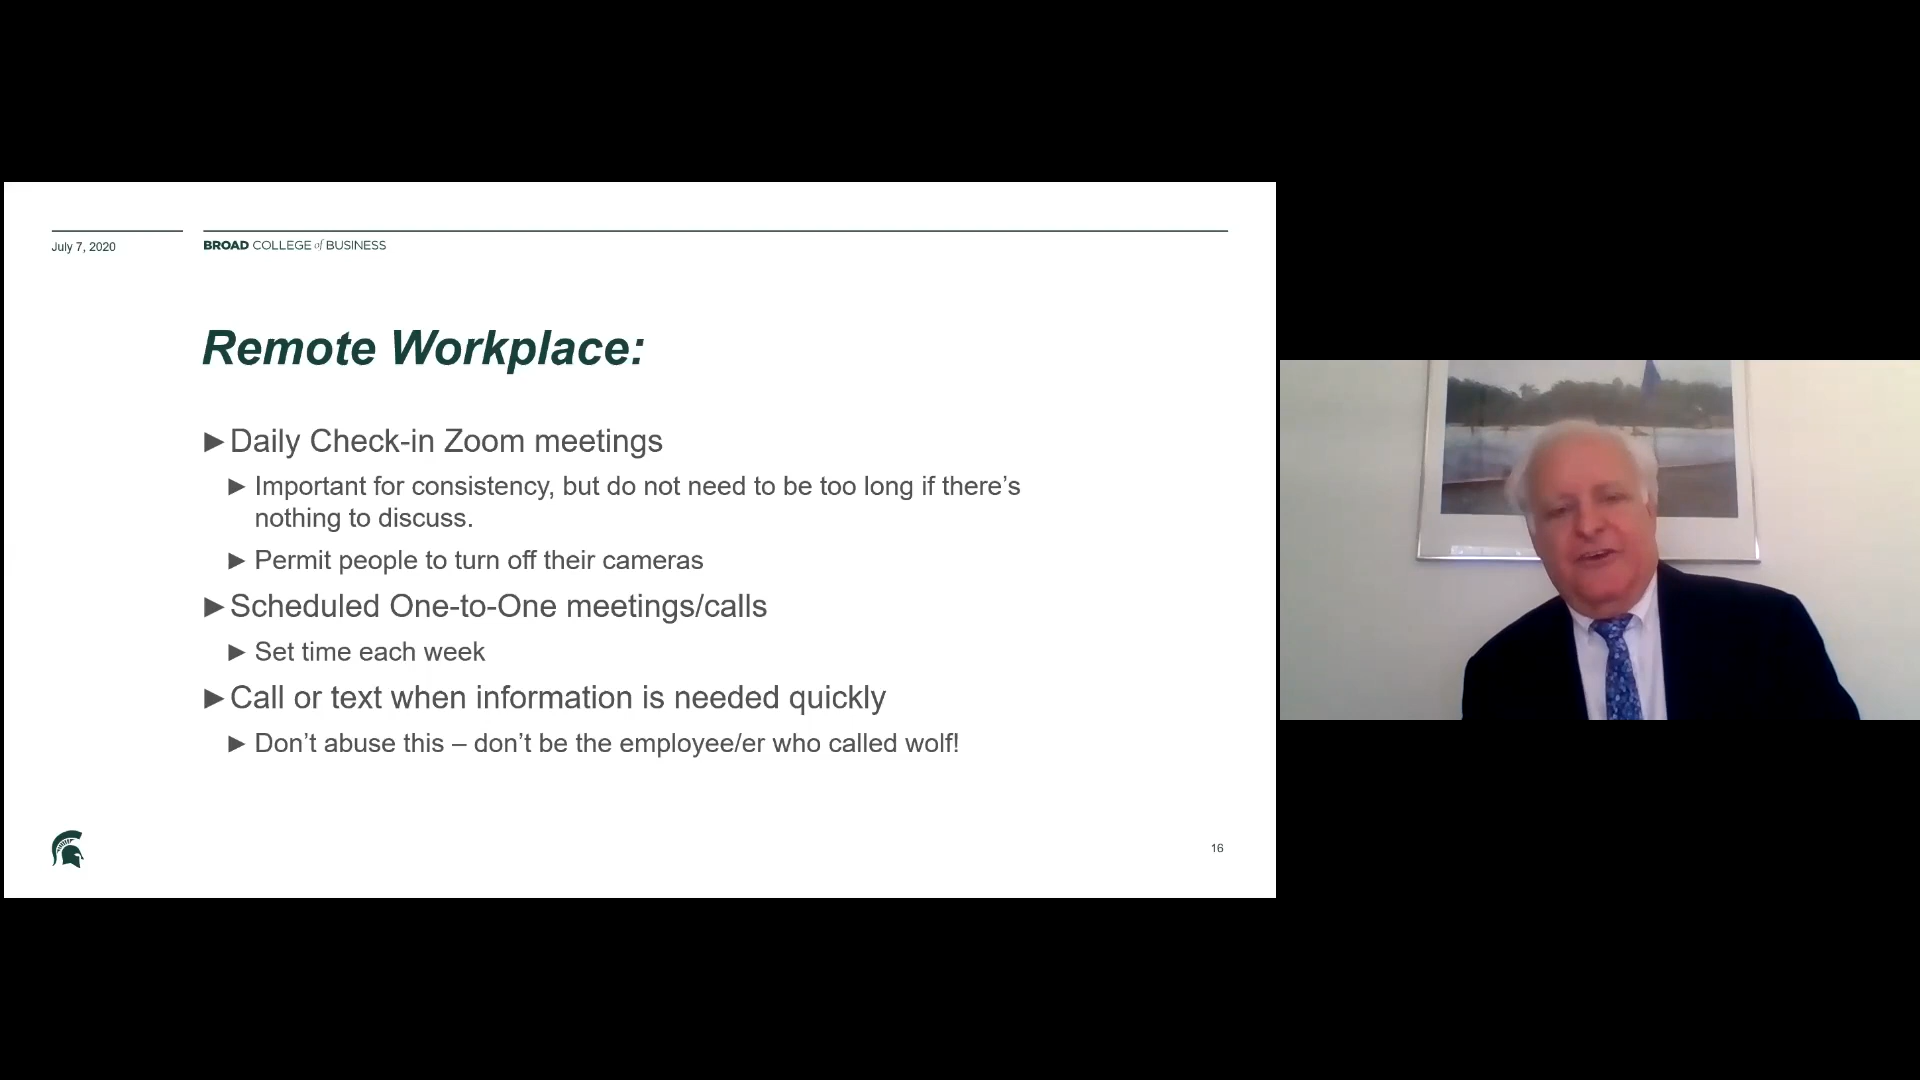 July 7, 2020
BROAD COLLEGE of BUSINESS
Remote Workplace:
►Daily Check-in Zoom meetings
► Important for consistency, but do not need to be too long if there’s
nothing to discuss.
► Permit people to turn off their cameras
►Scheduled One-to-One meetings/calls
► Set time each week
►Call or text when information is needed quickly
► Don’t abuse this – don’t be the employee/er who called wolf!
16